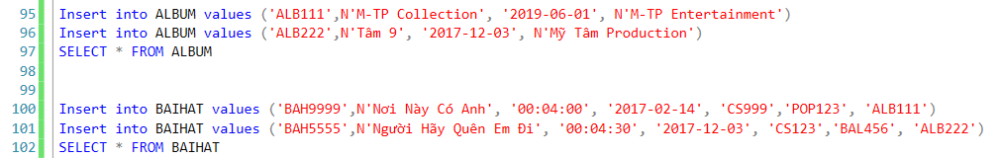 95 Insert into ALBUM values ('ALB111',N'M-TP Collection', '2019-06-01', N'M-TP Entertainment')
96 Insert into ALBUM values ('ALB222',N'Tâm 9', '2017-12-03', N'Mỹ Tâm Production')
97 SELECT * FROM ALBUM
98
99
100 Insert into BAIHAT values ('BAH9999',N'Nơi Này Có Anh', '00:04:00', '2017-02-14', 'CS999','POP123', 'ALB111')
101 Insert into BAIHAT values ('BAH5555',N'Người Hãy Quên Em Đi', '00:04:30', '2017-12-03', 'CS123','BAL456', 'ALB222')
102 SELECT * FROM BAIHAT